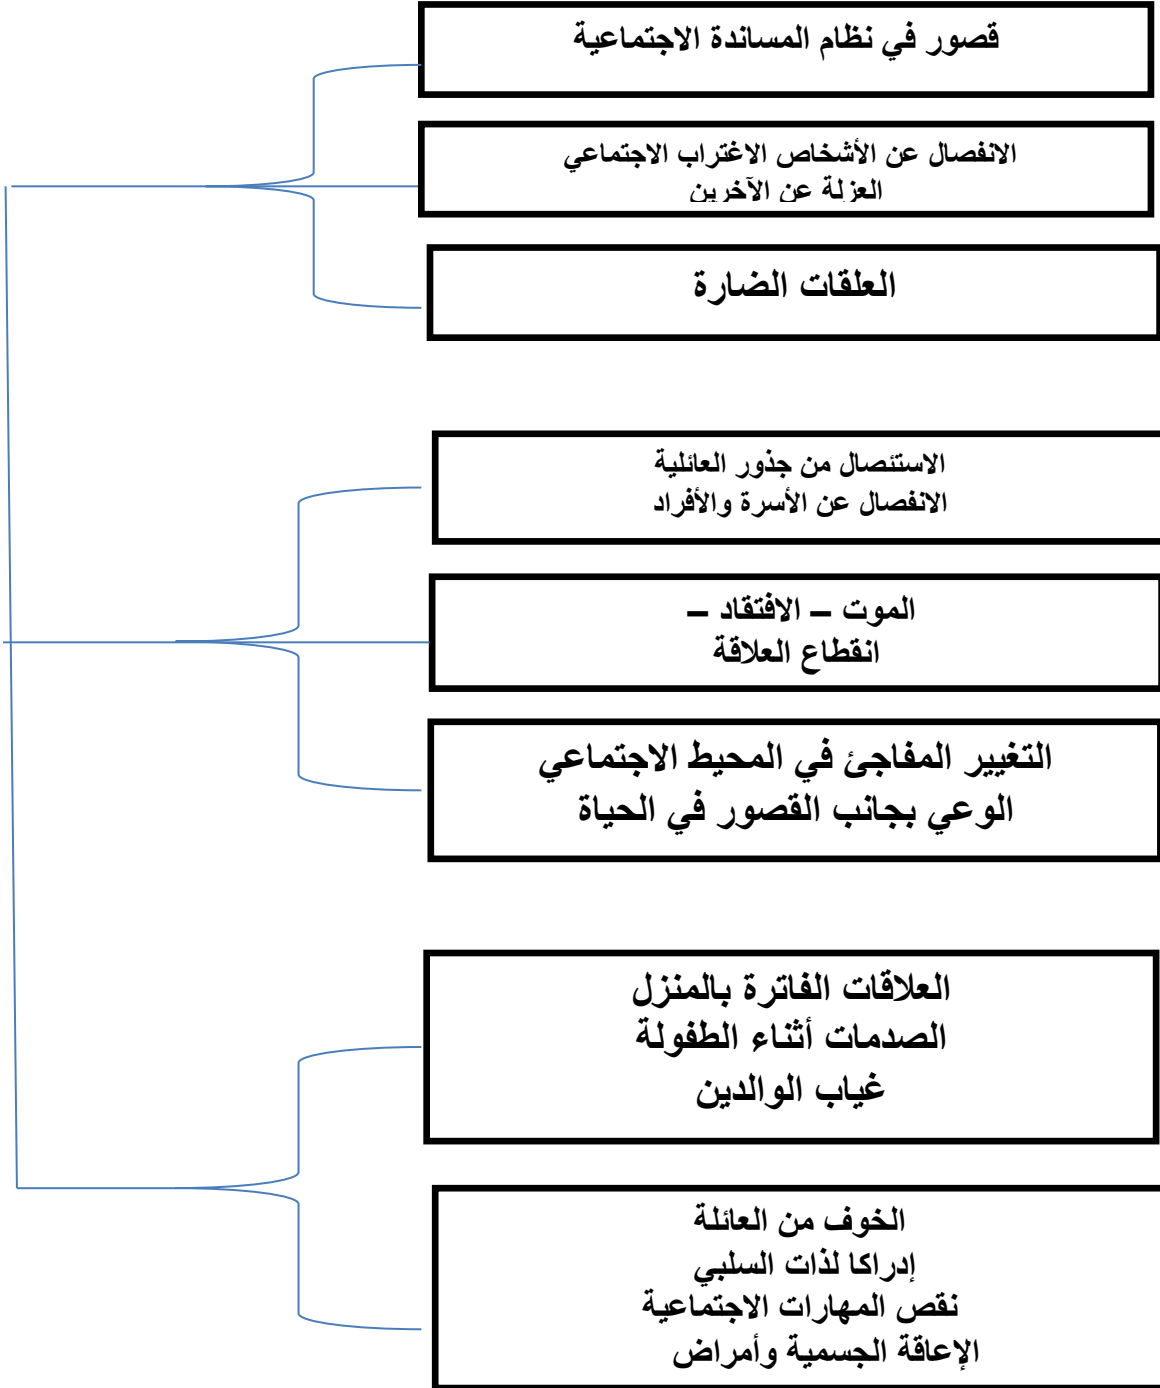 قصور في نظام المساندة الاجتماعية
الانفصال عن الأشخاص الاغتراب الاجتماعي
العزلة عن الآخرين
العلقات الضارة
الاستئصال من جذور العائلية
الانفصال عن الأسرة والأفراد
الموت – الافتقاد –
انقطاع العلاقة
التغيير المفاجئ في المحيط الاجتماعي
الوعي بجانب القصور في الحياة
العلاقات الفاترة بالمنزل
الصدمات أثناء الطفولة
غياب الوالدين
الخوف من العائلة
إدراكا لذات السلبي
نقص المهارات الاجتماعية
الإعاقة الجسمية وأمراض